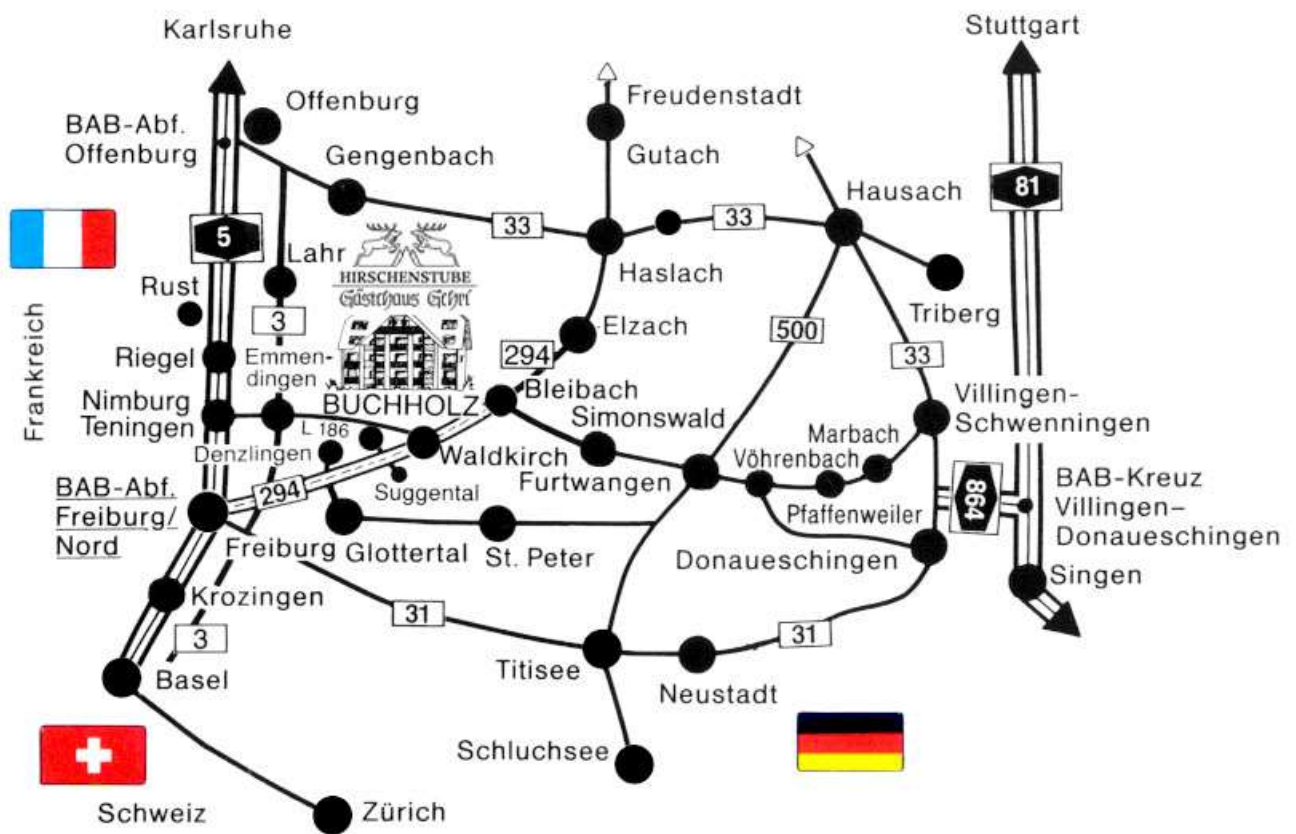 Karlsruhe
Stuttgart
Offenburg
Freudenstadt
BAB-Abf.
Offenburg
Gengenbach
Gutach
Hausach
81
5
33
33
Lahr
HIRSCHENSTUBE
Gästehaus Gehri
Haslach
Rust
Triberg
3
Elzach
500
Frankreich
Riegel
Emmen-
dingen
294
33
Bleibach
Nimburg
Teningen
BUCHHOLZ
Simonswald
Villingen-
Schwenningen
L 186
Marbach
Denzlingen
Waldkirch
Vöhrenbach
Suggental
Furtwangen
BAB-Abf.
Freiburg/
Nord
294
864
BAB-Kreuz
Villingen–
Donaueschingen
Pfaffenweiler
Freiburg
Glottertal
St. Peter
Donaueschingen
Singen
Krozingen
31
31
3
Basel
Titisee
Neustadt
Schluchsee
Schweiz
Zürich